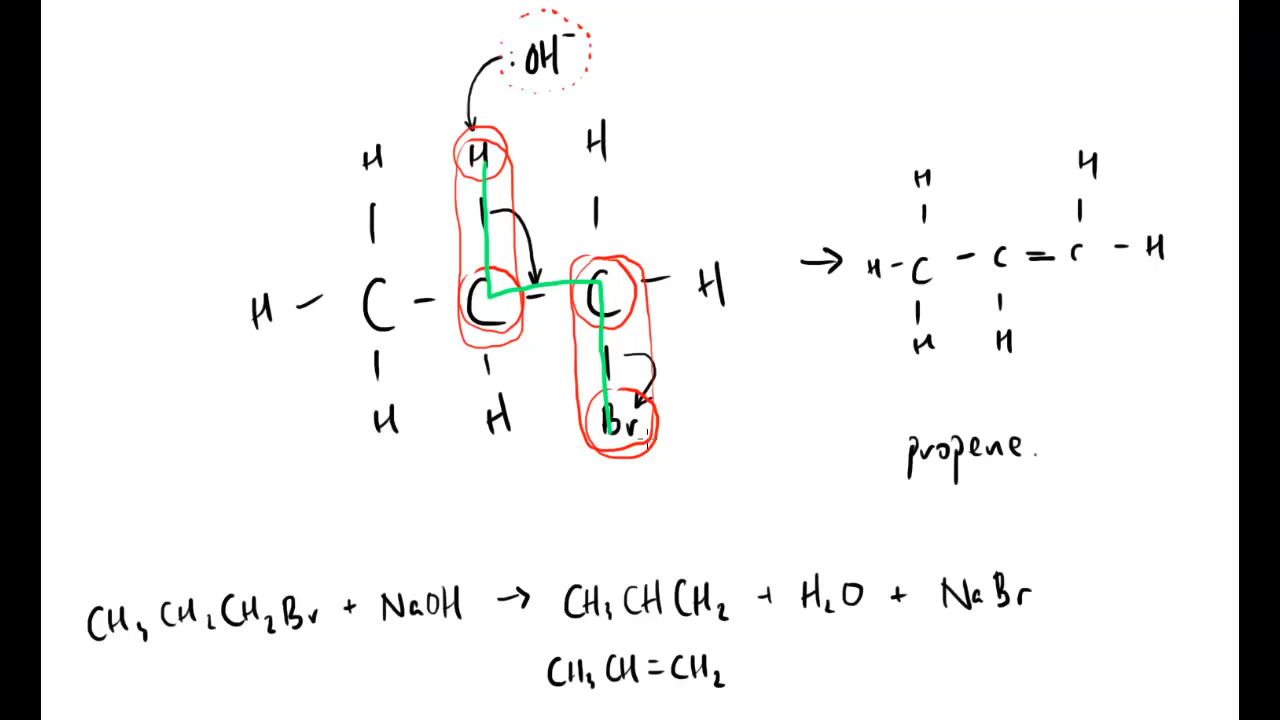 :OH⁻
H H H
H – C – C – C – H
H H Br
→
H H
H – C – C = C – H
H H
propene.
CH₃CH₂CH₂Br + NaOH → CH₃CHCH₂ + H₂O + NaBr
CH₃CH=CH₂